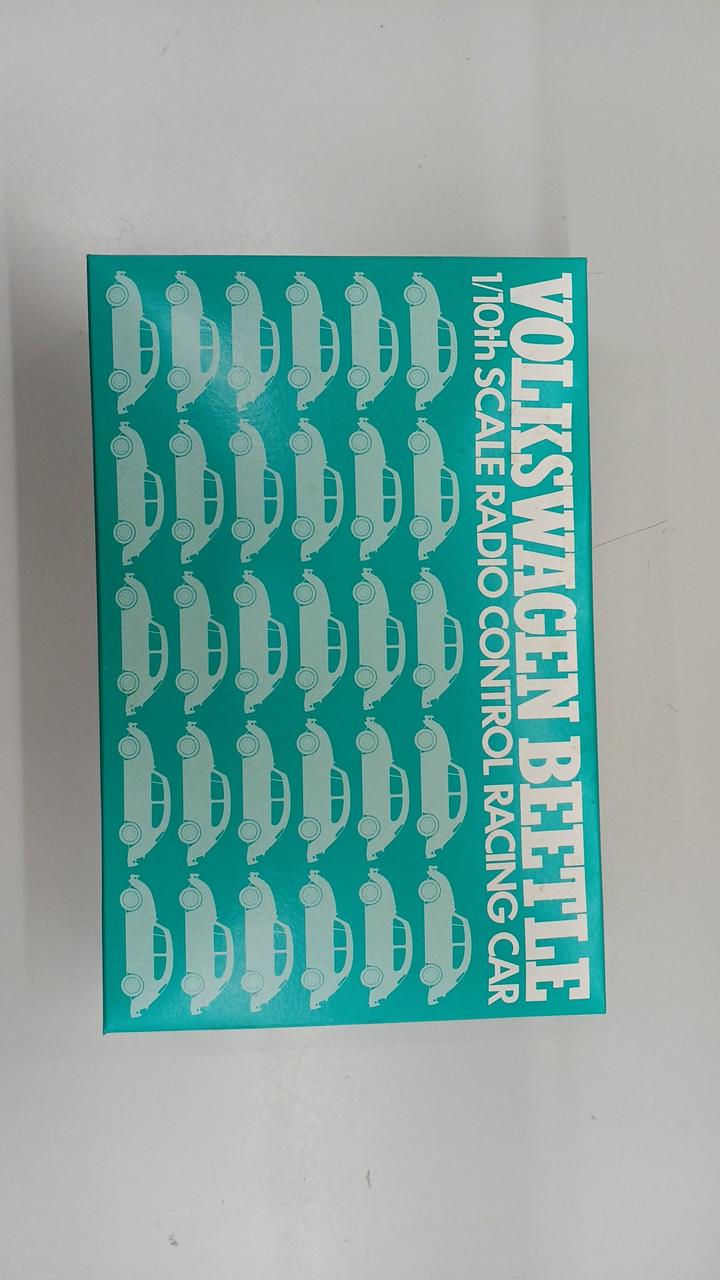 VOLKSWAGEN BEETLE
1/10th SCALE RADIO CONTROL RACING CAR